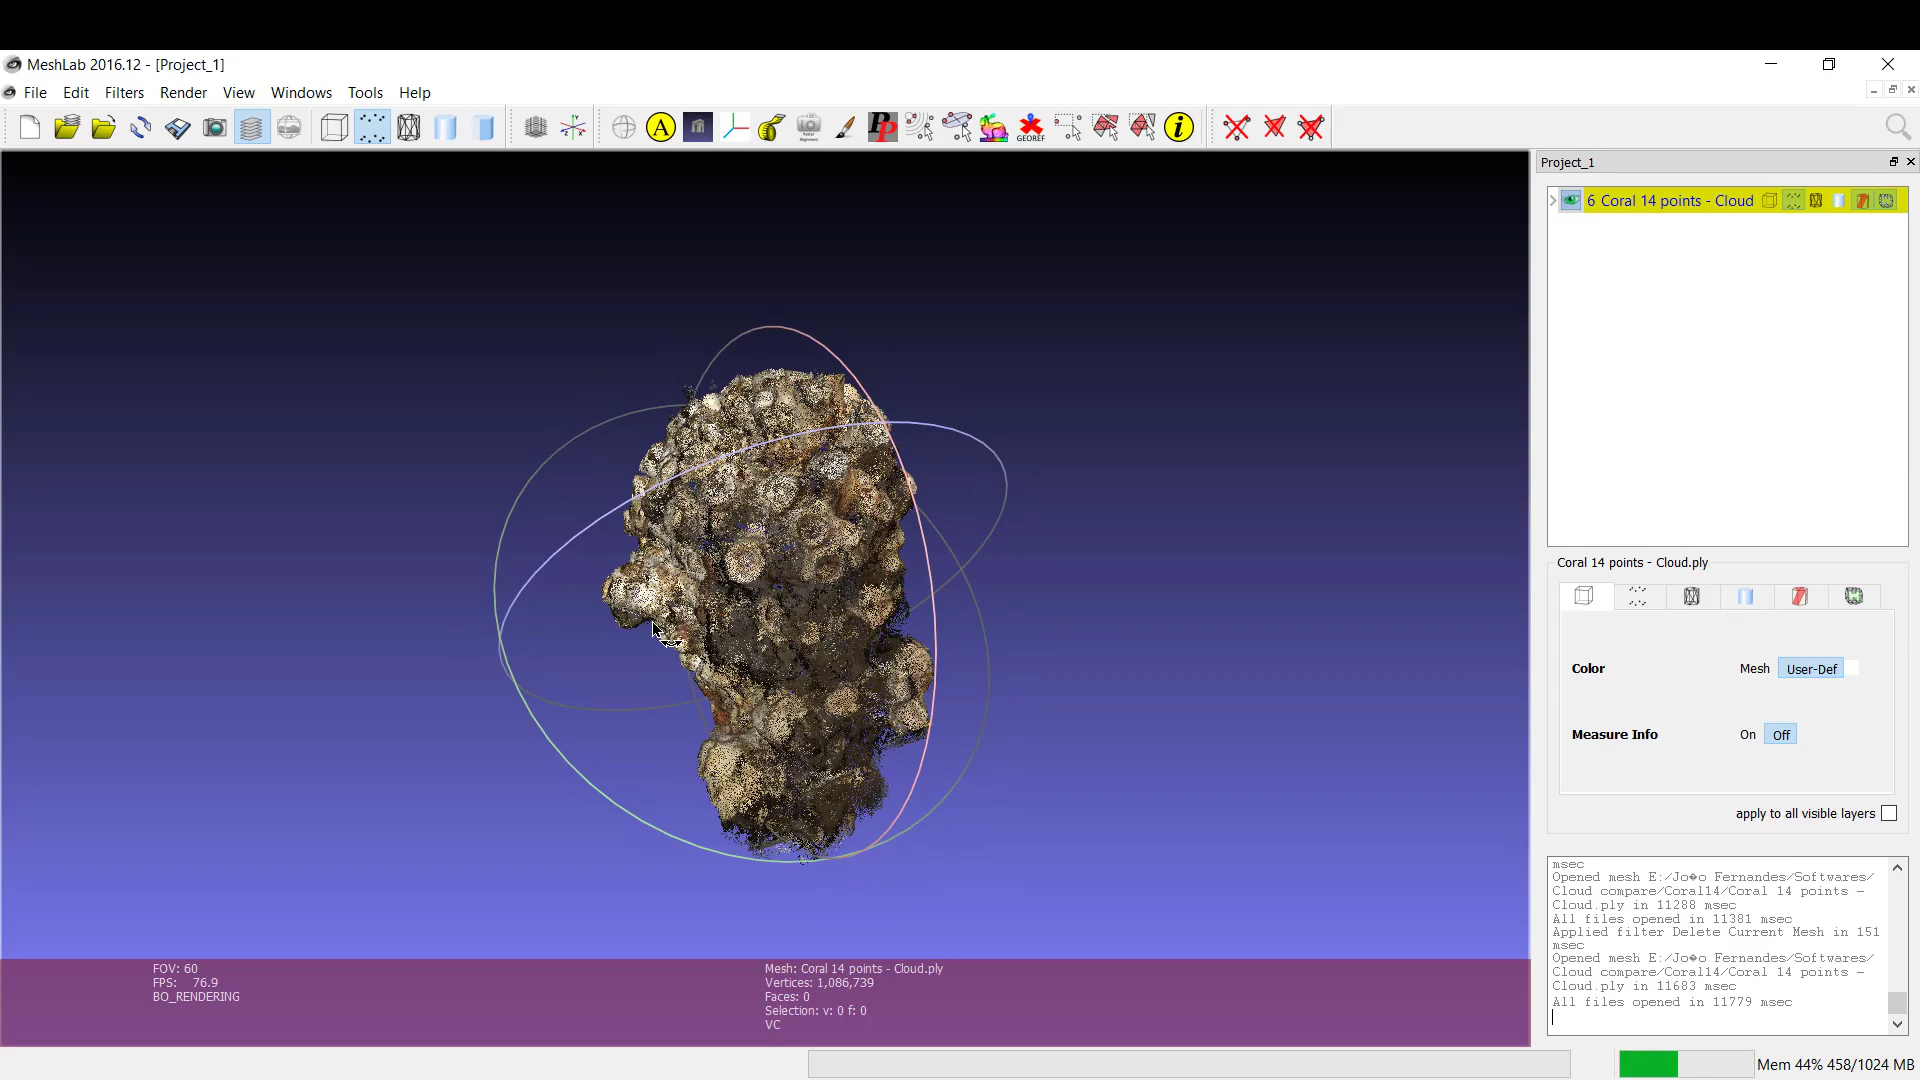 MeshLab 2016.12 - [Project_1]
File Edit Filters Render View Windows Tools Help
A
PP
GEOREF
i
Project_1
6 Coral 14 points - Cloud
Coral 14 points - Cloud.ply
Color Mesh User-Def
Measure Info On Off
apply to all visible layers
msec
Opened mesh E:/Jo�o Fernandes/Softwares/
Cloud compare/Coral14/Coral 14 points -
Cloud.ply in 11288 msec
All files opened in 11381 msec
Applied filter Delete Current Mesh in 151
msec
Opened mesh E:/Jo�o Fernandes/Softwares/
Cloud compare/Coral14/Coral 14 points -
Cloud.ply in 11683 msec
All files opened in 11779 msec
FOV: 60
FPS: 76.9
BO_RENDERING
Mesh: Coral 14 points - Cloud.ply
Vertices: 1,086,739
Faces: 0
Selection: v: 0 f: 0
VC
Mem 44% 458/1024 MB